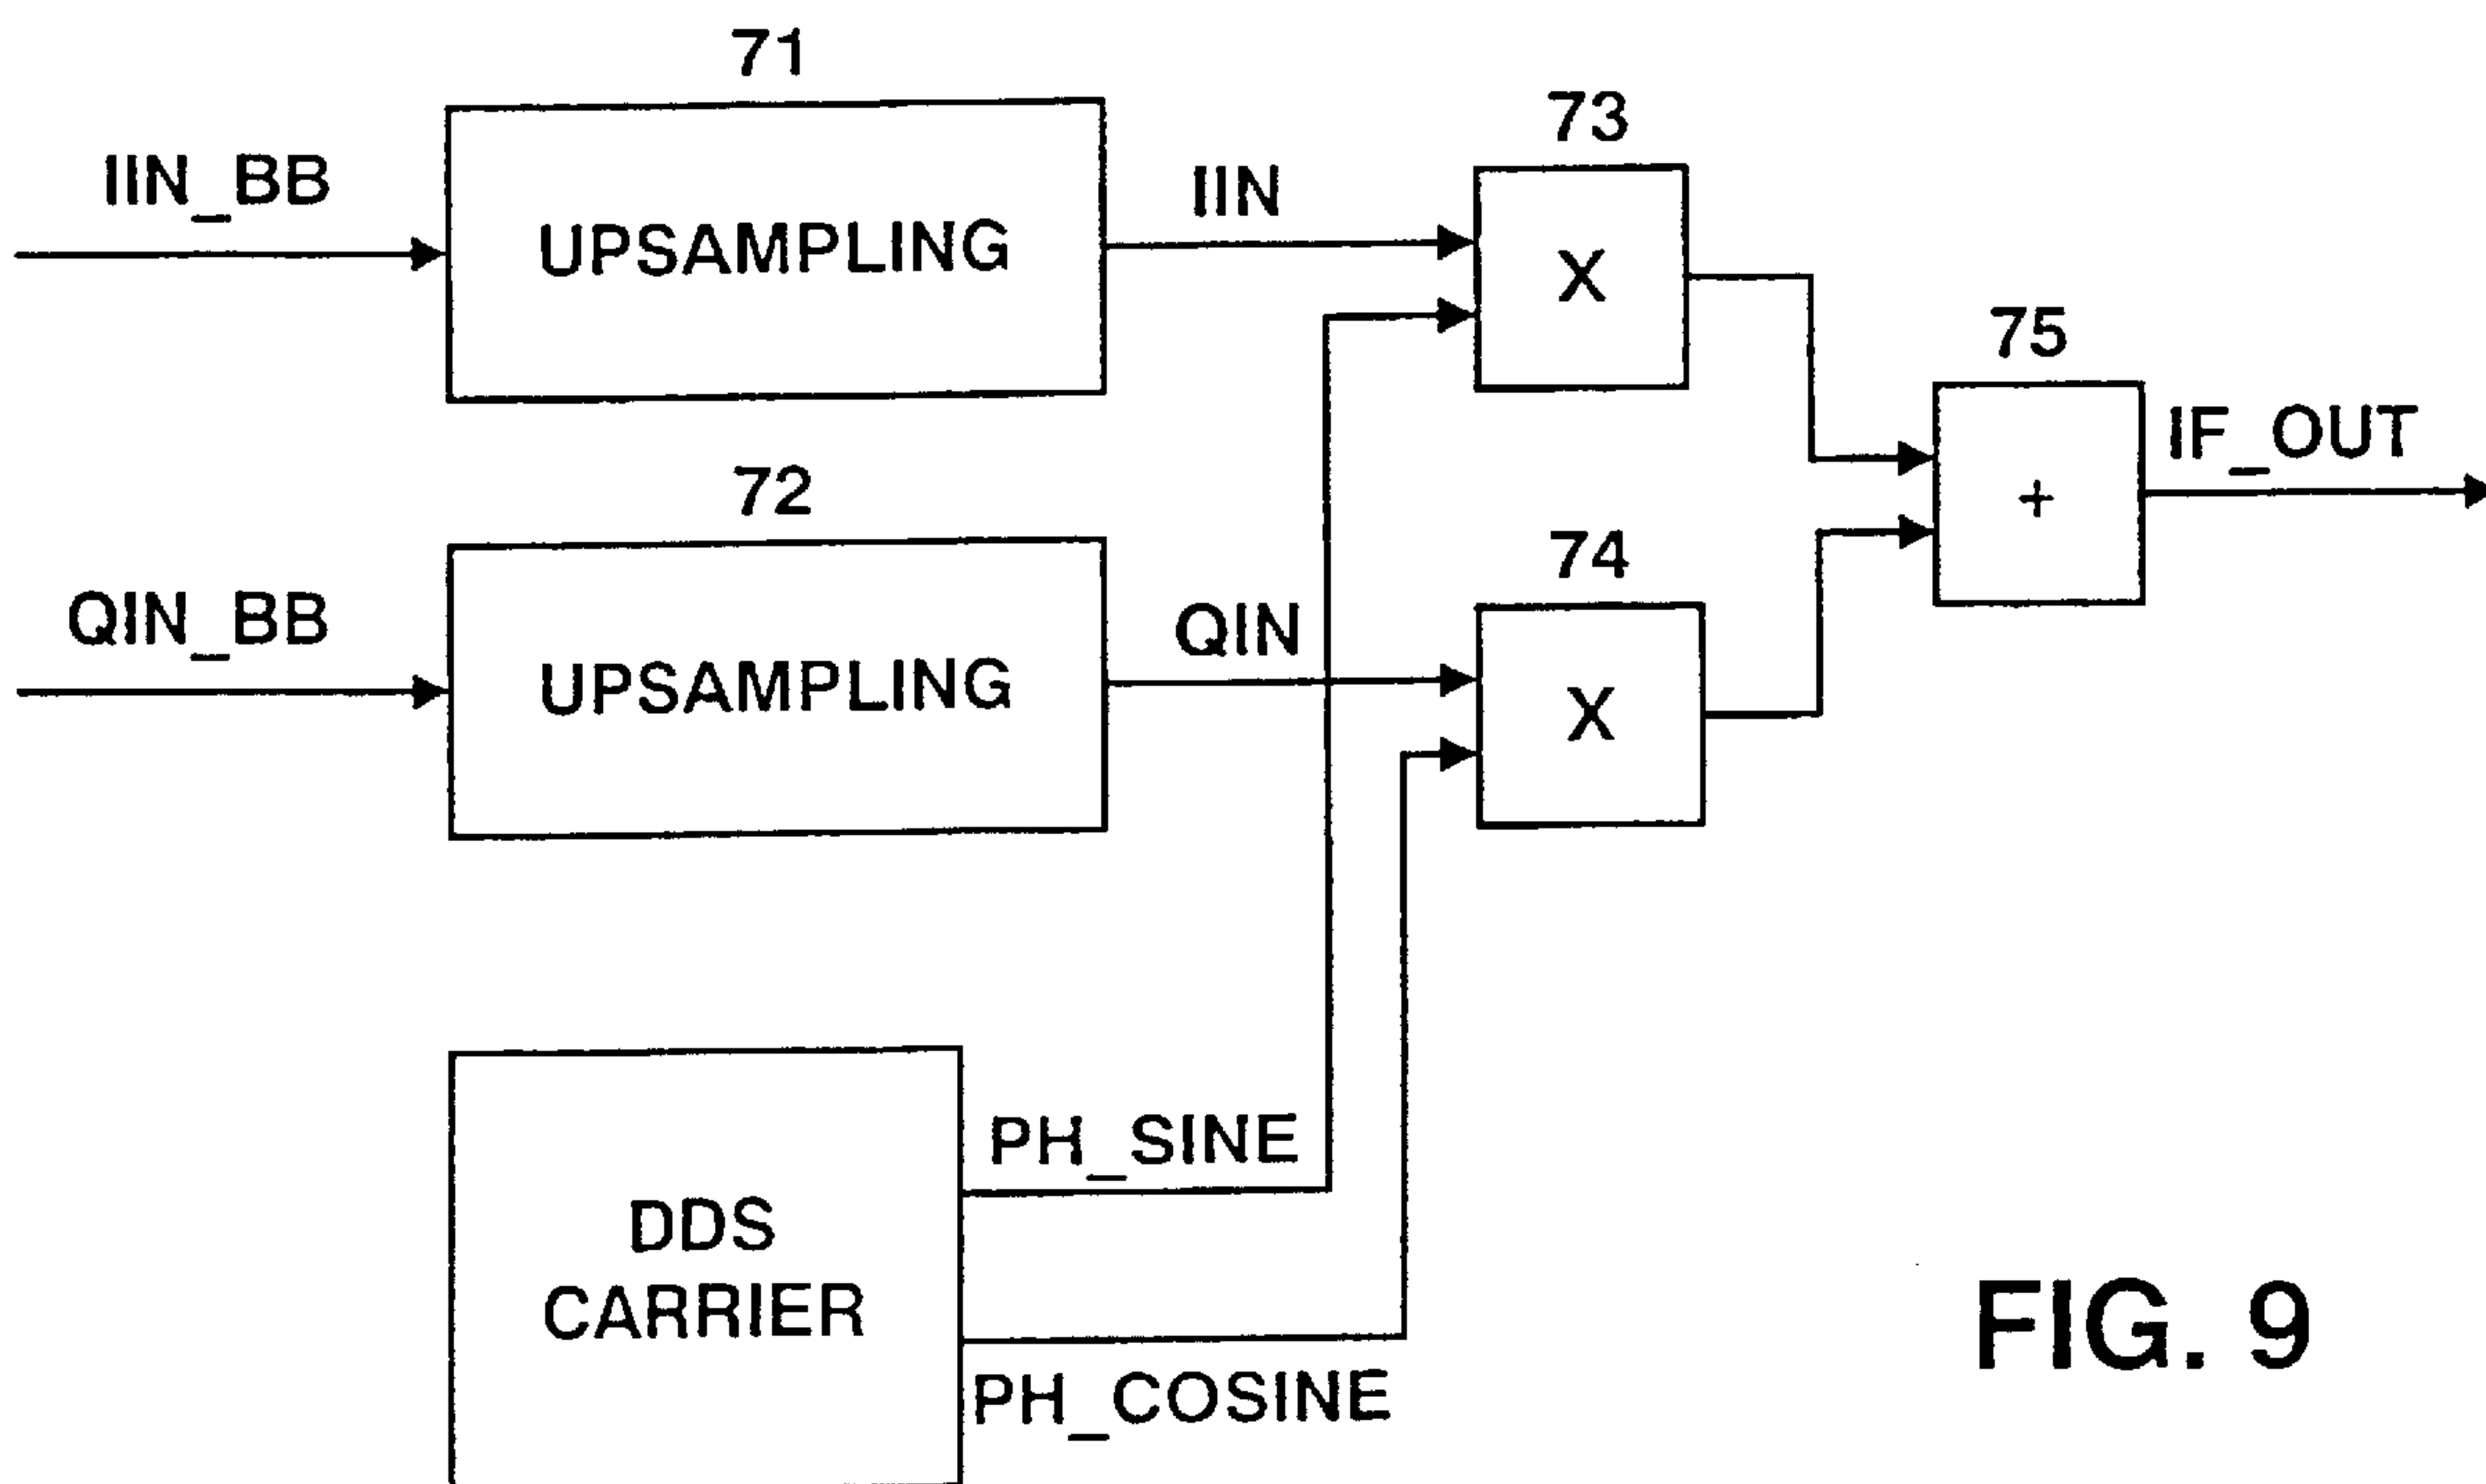 71
IIN_BB
UPSAMPLING
IIN
73
X
75
+
IF_OUT
72
QIN_BB
UPSAMPLING
QIN
74
X
DDS
CARRIER
PH_SINE
PH_COSINE
FIG. 9